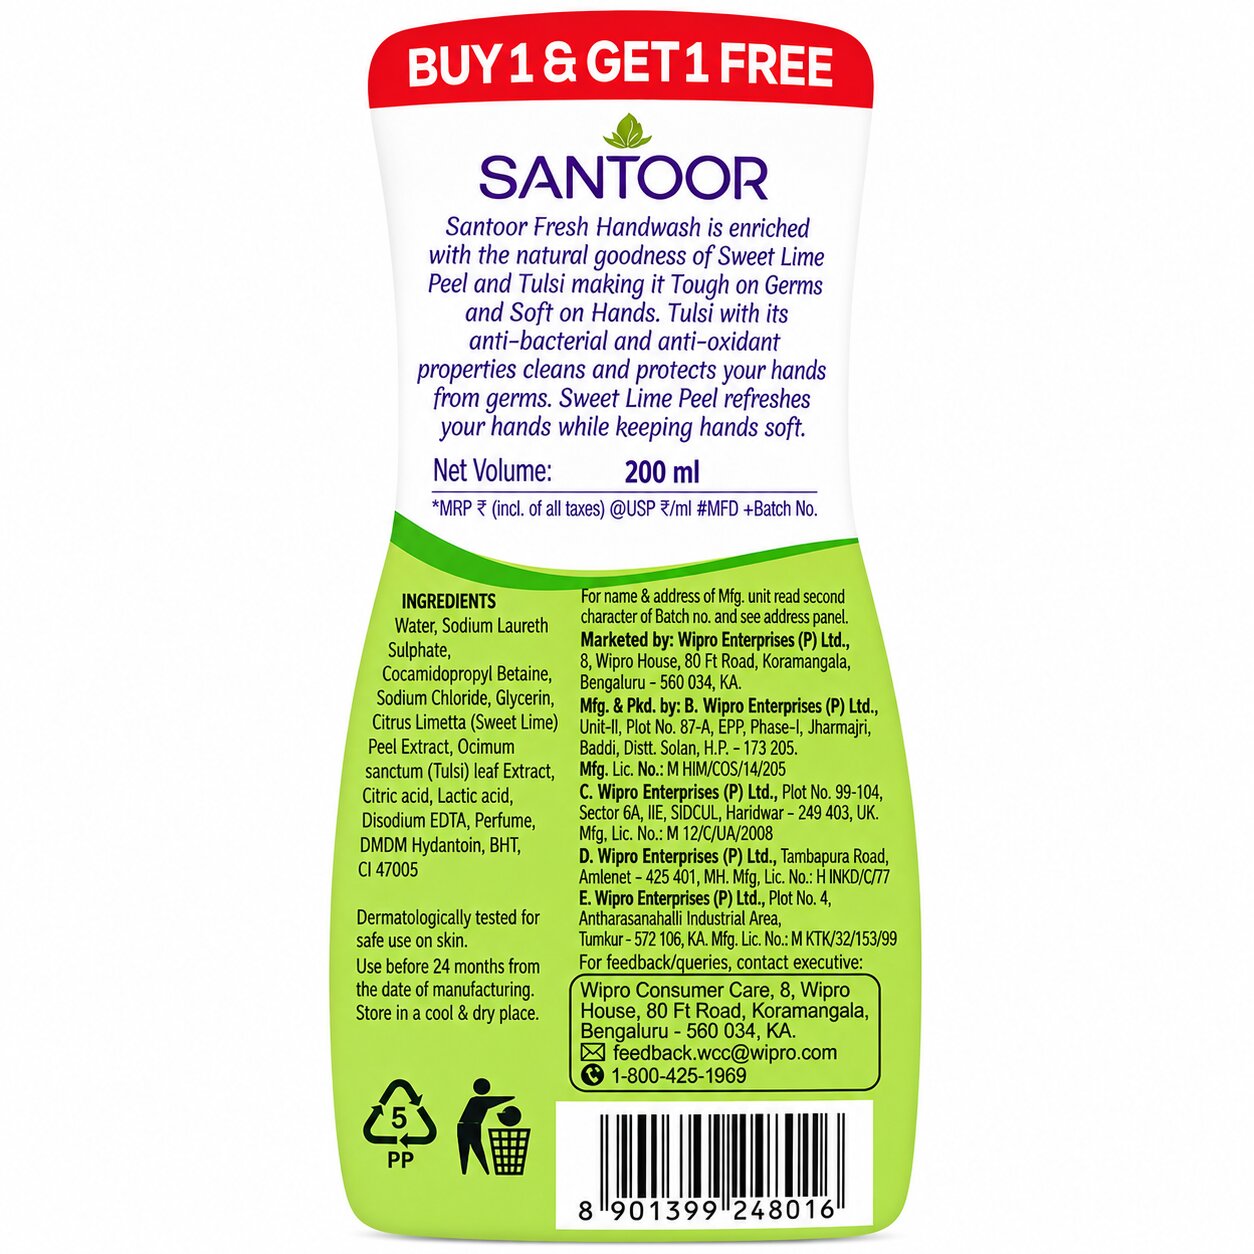 BUY 1 & GET 1 FREE
SANTOOR
Santoor Fresh Handwash is enriched
with the natural goodness of Sweet Lime
Peel and Tulsi making it Tough on Germs
and Soft on Hands. Tulsi with its
anti-bacterial and anti-oxidant
properties cleans and protects your hands
from germs. Sweet Lime Peel refreshes
your hands while keeping hands soft.
Net Volume: 200 ml
*MRP ₹ (incl. of all taxes) @USP ₹/ml #MFD +Batch No.
INGREDIENTS
Water, Sodium Laureth
Sulphate,
Cocamidopropyl Betaine,
Sodium Chloride, Glycerin,
Citrus Limetta (Sweet Lime)
Peel Extract, Ocimum
sanctum (Tulsi) leaf Extract,
Citric acid, Lactic acid,
Disodium EDTA, Perfume,
DMDM Hydantoin, BHT,
CI 47005
Dermatologically tested for
safe use on skin.
Use before 24 months from
the date of manufacturing.
Store in a cool & dry place.
5
PP
For name & address of Mfg. unit read second
character of Batch no. and see address panel.
Marketed by: Wipro Enterprises (P) Ltd.,
8, Wipro House, 80 Ft Road, Koramangala,
Bengaluru - 560 034, KA.
Mfg. & Pkd. by: B. Wipro Enterprises (P) Ltd.,
Unit-II, Plot No. 87-A, EPP, Phase-I, Jharmajri,
Baddi, Distt. Solan, H.P. - 173 205.
Mfg. Lic. No.: M HIM/COS/14/205
C. Wipro Enterprises (P) Ltd., Plot No. 99-104,
Sector 6A, IIE, SIDCUL, Haridwar - 249 403, UK.
Mfg, Lic. No.: M 12/C/UA/2008
D. Wipro Enterprises (P) Ltd., Tambapura Road,
Amlenet - 425 401, MH. Mfg, Lic. No.: H INKD/C/77
E. Wipro Enterprises (P) Ltd., Plot No. 4,
Antharasanahalli Industrial Area,
Tumkur - 572 106, KA. Mfg. Lic. No.: M KTK/32/153/99
For feedback/queries, contact executive:
Wipro Consumer Care, 8, Wipro
House, 80 Ft Road, Koramangala,
Bengaluru - 560 034, KA.
feedback.wcc@wipro.com
1-800-425-1969
8 901399 248016